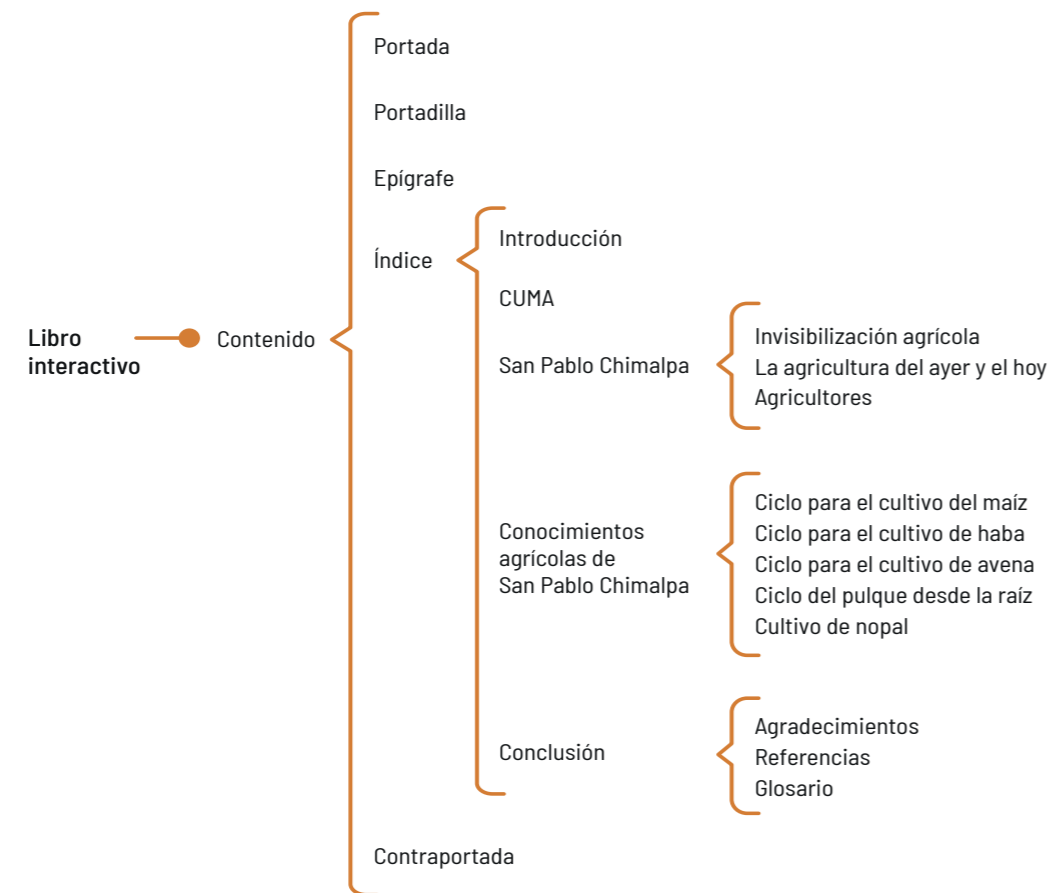 Libro
interactivo
Contenido
Portada
Portadilla
Epígrafe
Índice
Introducción
CUMA
San Pablo Chimalpa
Invisibilización agrícola
La agricultura del ayer y el hoy
Agricultores
Conocimientos
agrícolas de
San Pablo Chimalpa
Ciclo para el cultivo del maíz
Ciclo para el cultivo de haba
Ciclo para el cultivo de avena
Ciclo del pulque desde la raíz
Cultivo de nopal
Conclusión
Agradecimientos
Referencias
Glosario
Contraportada